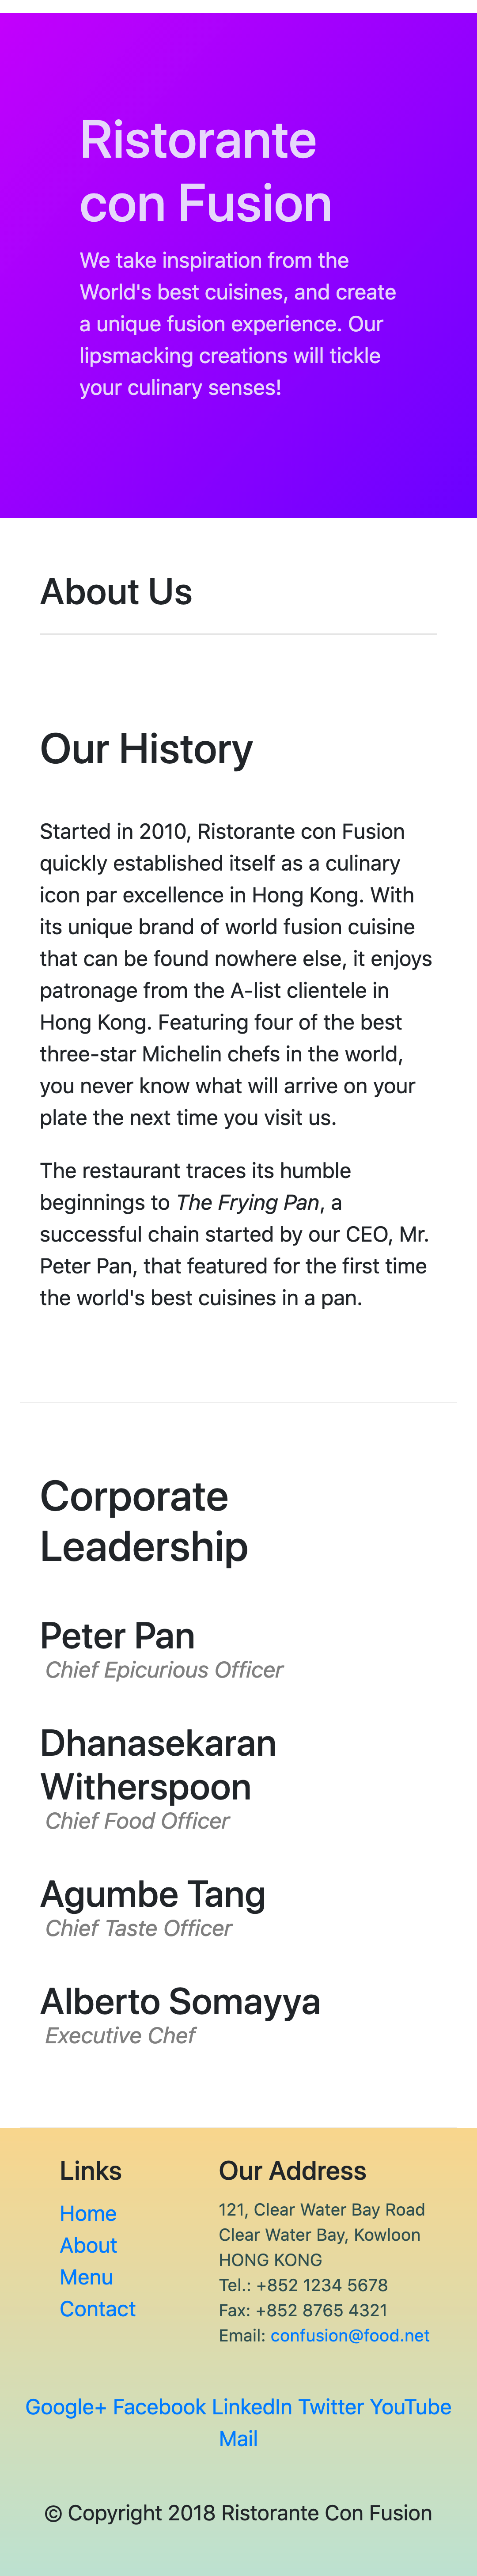 Ristorante
con Fusion
We take inspiration from the
World's best cuisines, and create
a unique fusion experience. Our
lipsmacking creations will tickle
your culinary senses!
About Us
Our History
Started in 2010, Ristorante con Fusion
quickly established itself as a culinary
icon par excellence in Hong Kong. With
its unique brand of world fusion cuisine
that can be found nowhere else, it enjoys
patronage from the A-list clientele in
Hong Kong. Featuring four of the best
three-star Michelin chefs in the world,
you never know what will arrive on your
plate the next time you visit us.
The restaurant traces its humble
beginnings to The Frying Pan, a
successful chain started by our CEO, Mr.
Peter Pan, that featured for the first time
the world's best cuisines in a pan.
Corporate
Leadership
Peter Pan
Chief Epicurious Officer
Dhanasekaran
Witherspoon
Chief Food Officer
Agumbe Tang
Chief Taste Officer
Alberto Somayya
Executive Chef
Links
Home
About
Menu
Contact
Our Address
121, Clear Water Bay Road
Clear Water Bay, Kowloon
HONG KONG
Tel.: +852 1234 5678
Fax: +852 8765 4321
Email: confusion@food.net
Google+ Facebook LinkedIn Twitter YouTube
Mail
© Copyright 2018 Ristorante Con Fusion